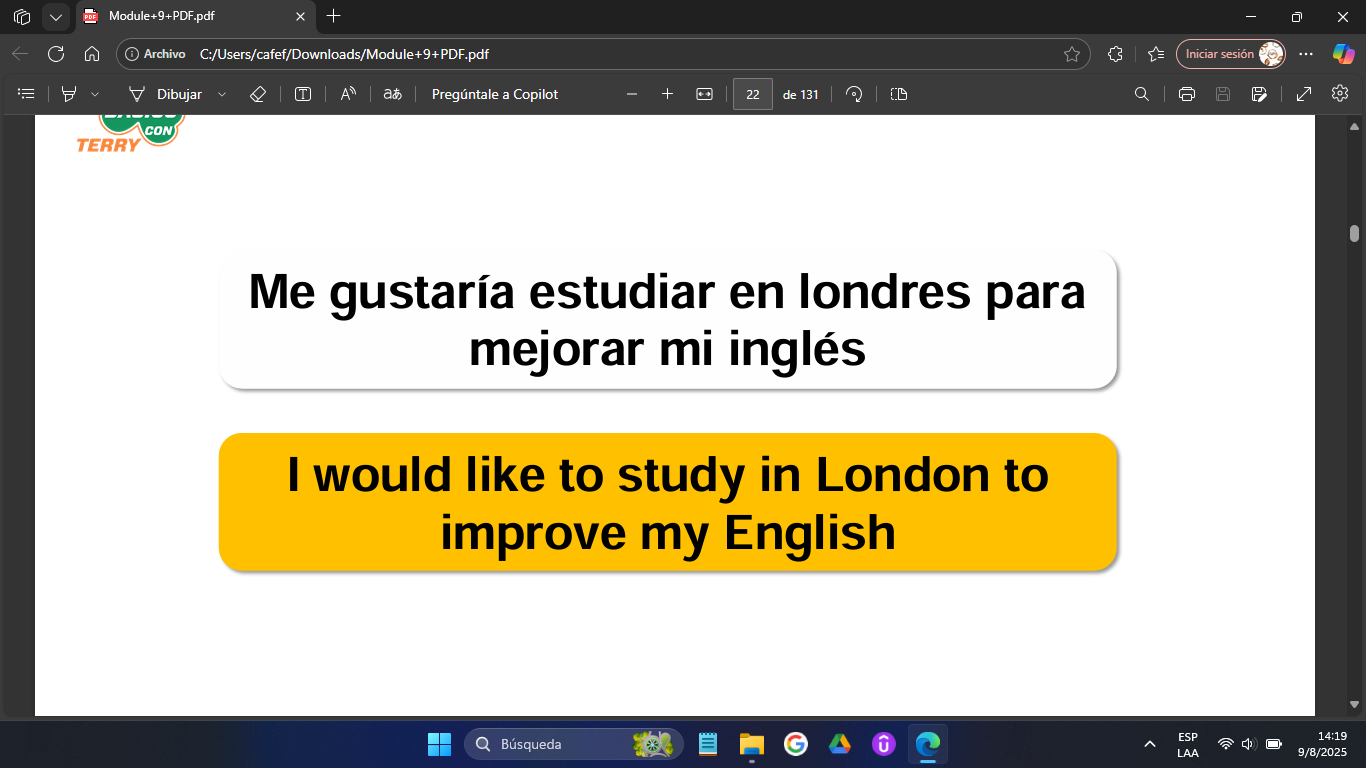 Module+9+PDF.pdf
Archivo C:/Users/cafef/Downloads/Module+9+PDF.pdf Iniciar sesión
Dibujar Pregúntale a Copilot 22 de 131
CON
TERRY
Me gustaría estudiar en londres para
mejorar mi inglés
I would like to study in London to
improve my English
Búsqueda
ESP
LAA
14:19
9/8/2025